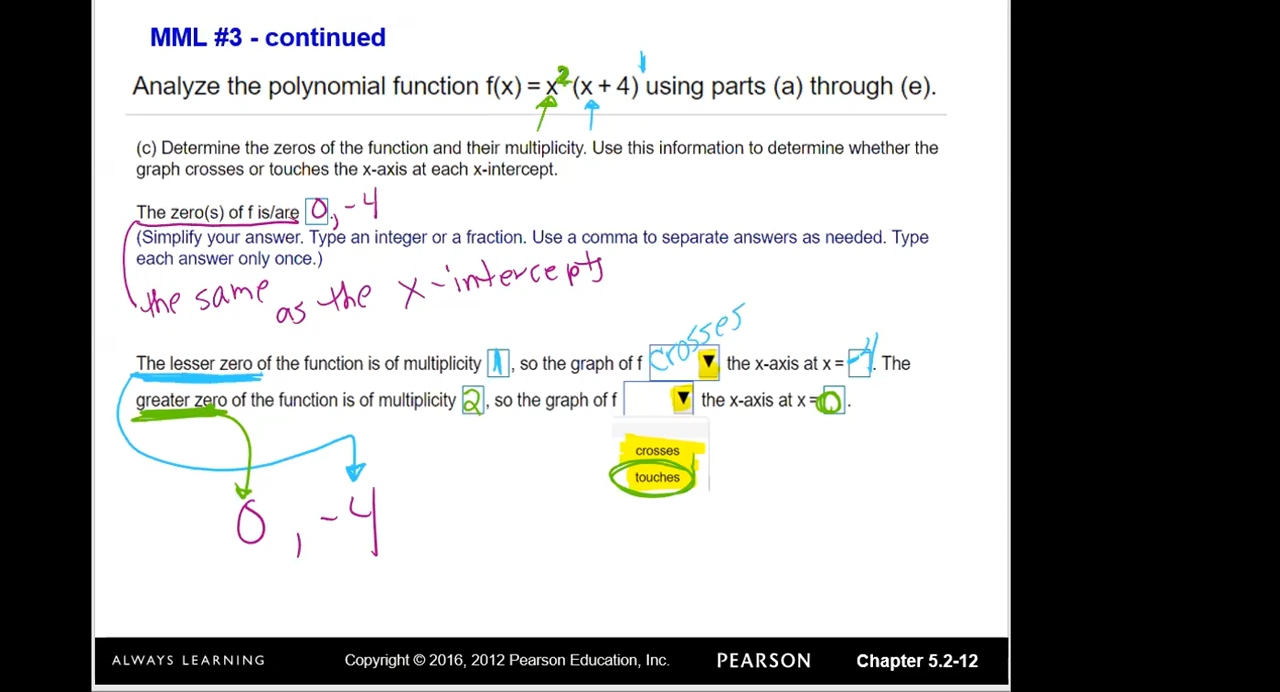 MML #3 - continued
Analyze the polynomial function f(x) = x² (x + 4)¹ using parts (a) through (e).
(c) Determine the zeros of the function and their multiplicity. Use this information to determine whether the
graph crosses or touches the x-axis at each x-intercept.
The zero(s) of f is/are 0, -4
(Simplify your answer. Type an integer or a fraction. Use a comma to separate answers as needed. Type
each answer only once.)
the same as the x-intercepts
The lesser zero of the function is of multiplicity 1, so the graph of f crosses ▼ the x-axis at x = -4. The
greater zero of the function is of multiplicity 2, so the graph of f ▼ the x-axis at x = 0.
crosses
touches
0, -4
ALWAYS LEARNING Copyright © 2016, 2012 Pearson Education, Inc. PEARSON Chapter 5.2-12